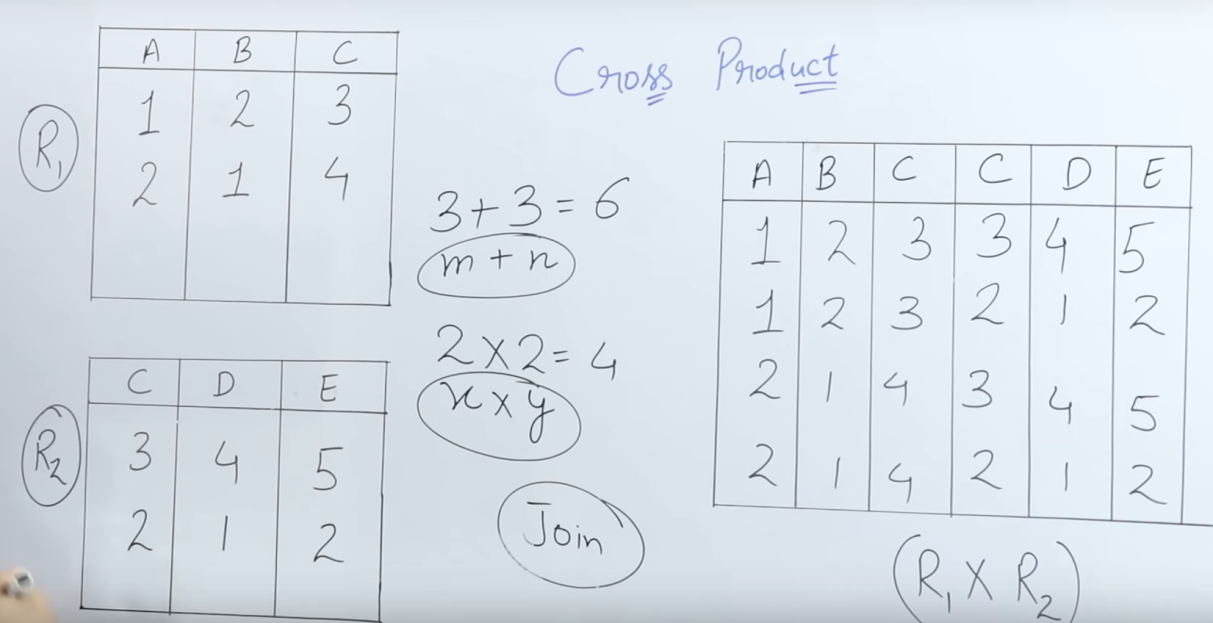 Cross Product
R₁
A B C
1 2 3
2 1 4
3+3=6
m+n
2×2=4
x×y
Join
R₂
C D E
3 4 5
2 1 2
A B C C D E
1 2 3 3 4 5
1 2 3 2 1 2
2 1 4 3 4 5
2 1 4 2 1 2
(R₁ X R₂)